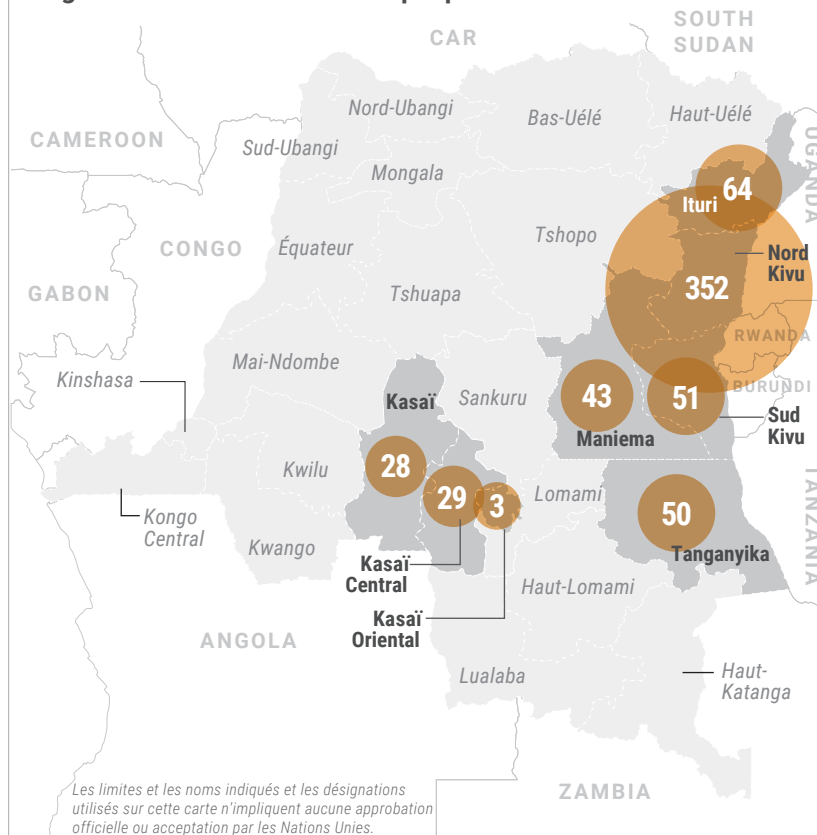 SOUTH
SUDAN
CAR
Nord-Ubangi
Bas-Uélé
Haut-Uélé
CAMEROON
Sud-Ubangi
UGANDA
Mongala
64
Ituri
CONGO
Équateur
Tshopo
Nord
Kivu
GABON
Tshuapa
352
RWANDA
Mai-Ndombe
Kinshasa
Kasaï
Sankuru
43
51
BURUNDI
Maniema
Sud
Kivu
28
Kwilu
29
3
Lomami
50
TANZANIA
Kongo
Central
Kwango
Tanganyika
Kasaï
Central
Haut-Lomami
Kasaï
Oriental
ANGOLA
Lualaba
Haut-
Katanga
ZAMBIA
Les limites et les noms indiqués et les désignations
utilisés sur cette carte n'impliquent aucune approbation
officielle ou acceptation par les Nations Unies.